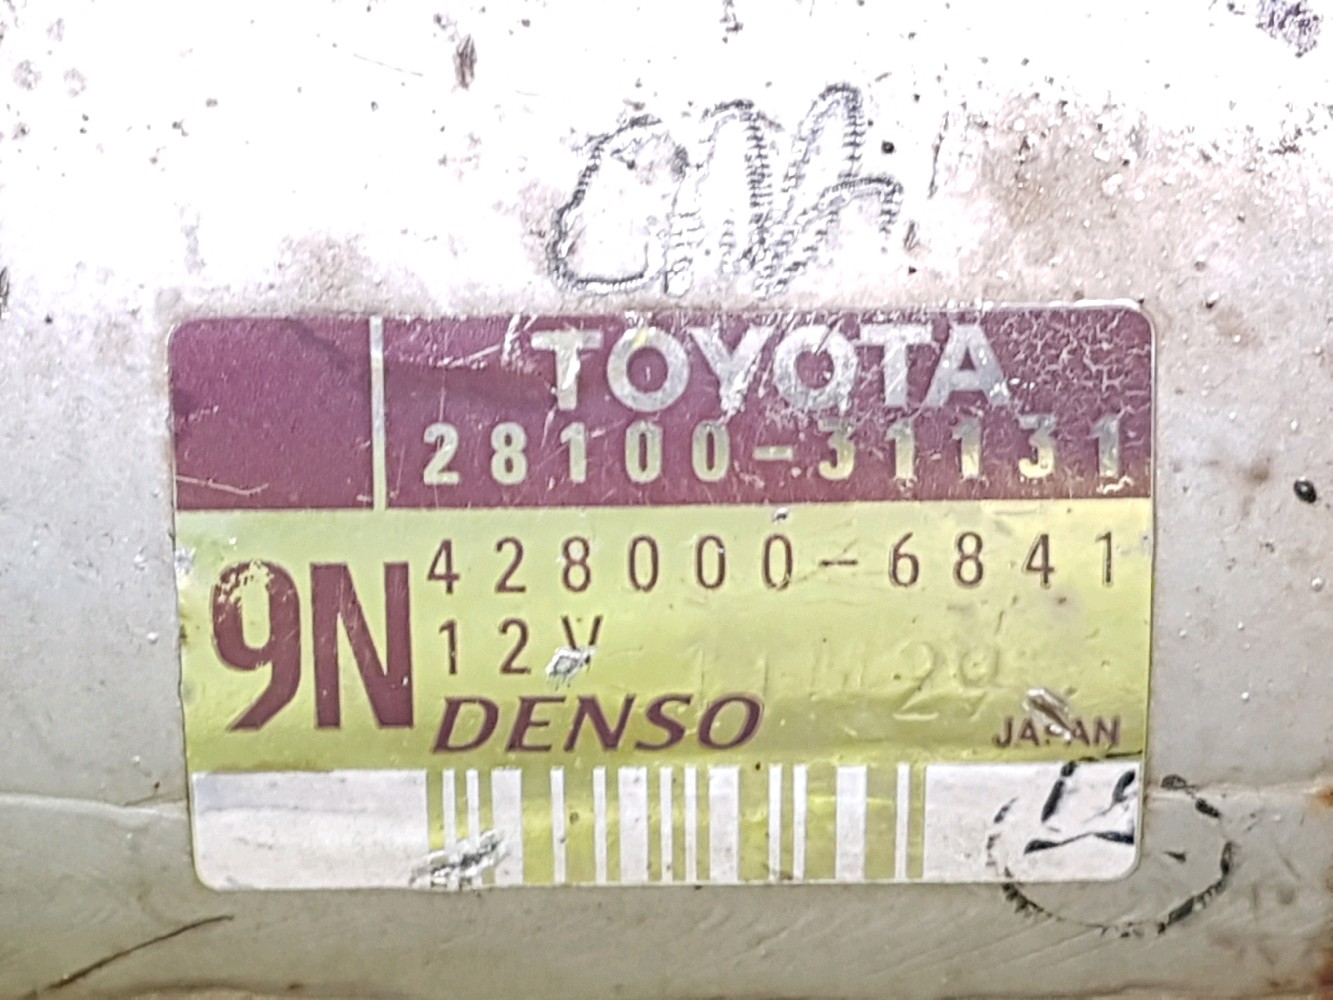 TOYOTA
28100-31131
9N
428000-6841
12V
DENSO
JAPAN